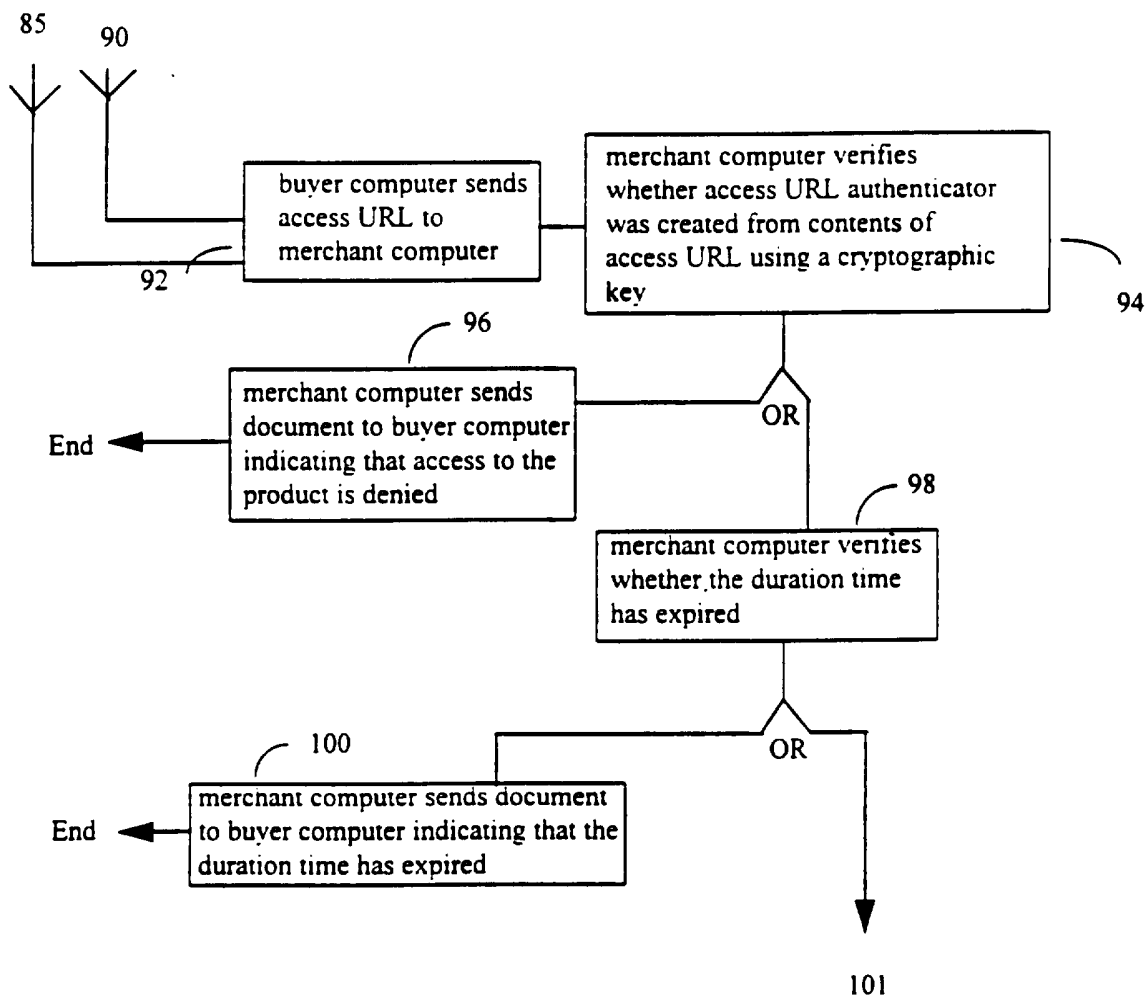 85
90
buyer computer sends
access URL to
merchant computer
92
merchant computer verifies
whether access URL authenticator
was created from contents of
access URL using a cryptographic
key
94
96
merchant computer sends
document to buyer computer
indicating that access to the
product is denied
End
OR
98
merchant computer verifies
whether the duration time
has expired
OR
100
merchant computer sends document
to buyer computer indicating that the
duration time has expired
End
101